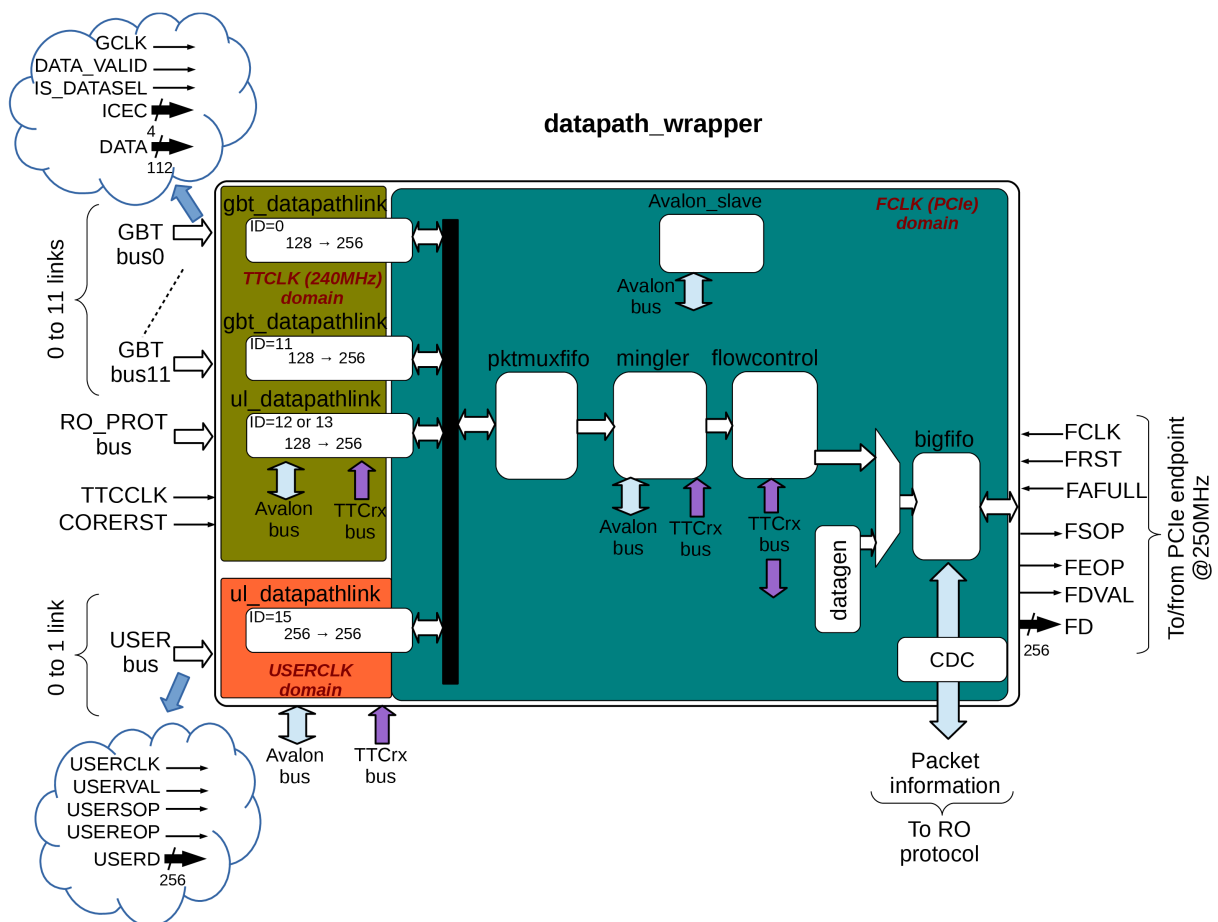 GCLK
DATA_VALID
IS_DATASEL
ICEC
4
DATA
112
datapath_wrapper
0 to 11 links
GBT
bus0
GBT
bus11
RO_PROT
bus
TTCCLK
CORERST
0 to 1 link
USER
bus
gbt_datapathlink
ID=0
128 → 256
TTCLK (240MHz)
domain
gbt_datapathlink
ID=11
128 → 256
ul_datapathlink
ID=12 or 13
128 → 256
Avalon
bus
TTCrx
bus
ul_datapathlink
ID=15
256 → 256
USERCLK
domain
Avalon
bus
TTCrx
bus
Avalon_slave
Avalon
bus
FCLK (PCIe)
domain
pktmuxfifo
mingler
flowcontrol
Avalon
bus
TTCrx
bus
TTCrx
bus
datagen
bigfifo
CDC
FCLK
FRST
FAFULL
FSOP
FEOP
FDVAL
FD
256
To/from PCIe endpoint
@250MHz
Packet
information
To RO
protocol
USERCLK
USERVAL
USERSOP
USEREOP
USERD
256